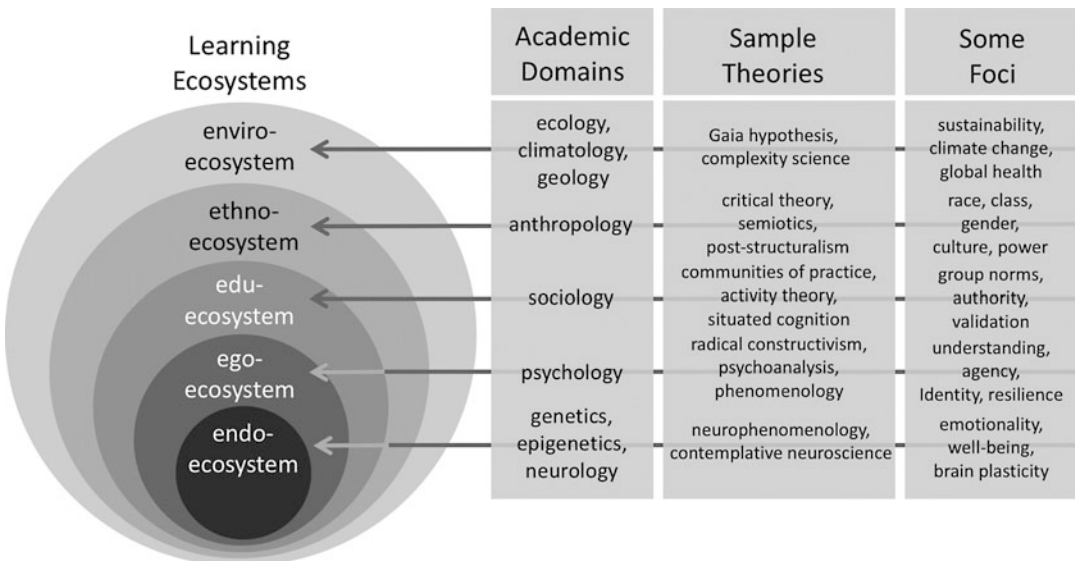 Learning
Ecosystems
enviro-
ecosystem
ethno-
ecosystem
edu-
ecosystem
ego-
ecosystem
endo-
ecosystem
Academic
Domains
ecology,
climatology,
geology
anthropology
sociology
psychology
genetics,
epigenetics,
neurology
Sample
Theories
Gaia hypothesis,
complexity science
critical theory,
semiotics,
post-structuralism
communities of practice,
activity theory,
situated cognition
radical constructivism,
psychoanalysis,
phenomenology
neurophenomenology,
contemplative neuroscience
Some
Foci
sustainability,
climate change,
global health
race, class,
gender,
culture, power
group norms,
authority,
validation
understanding,
agency,
Identity, resilience
emotionality,
well-being,
brain plasticity